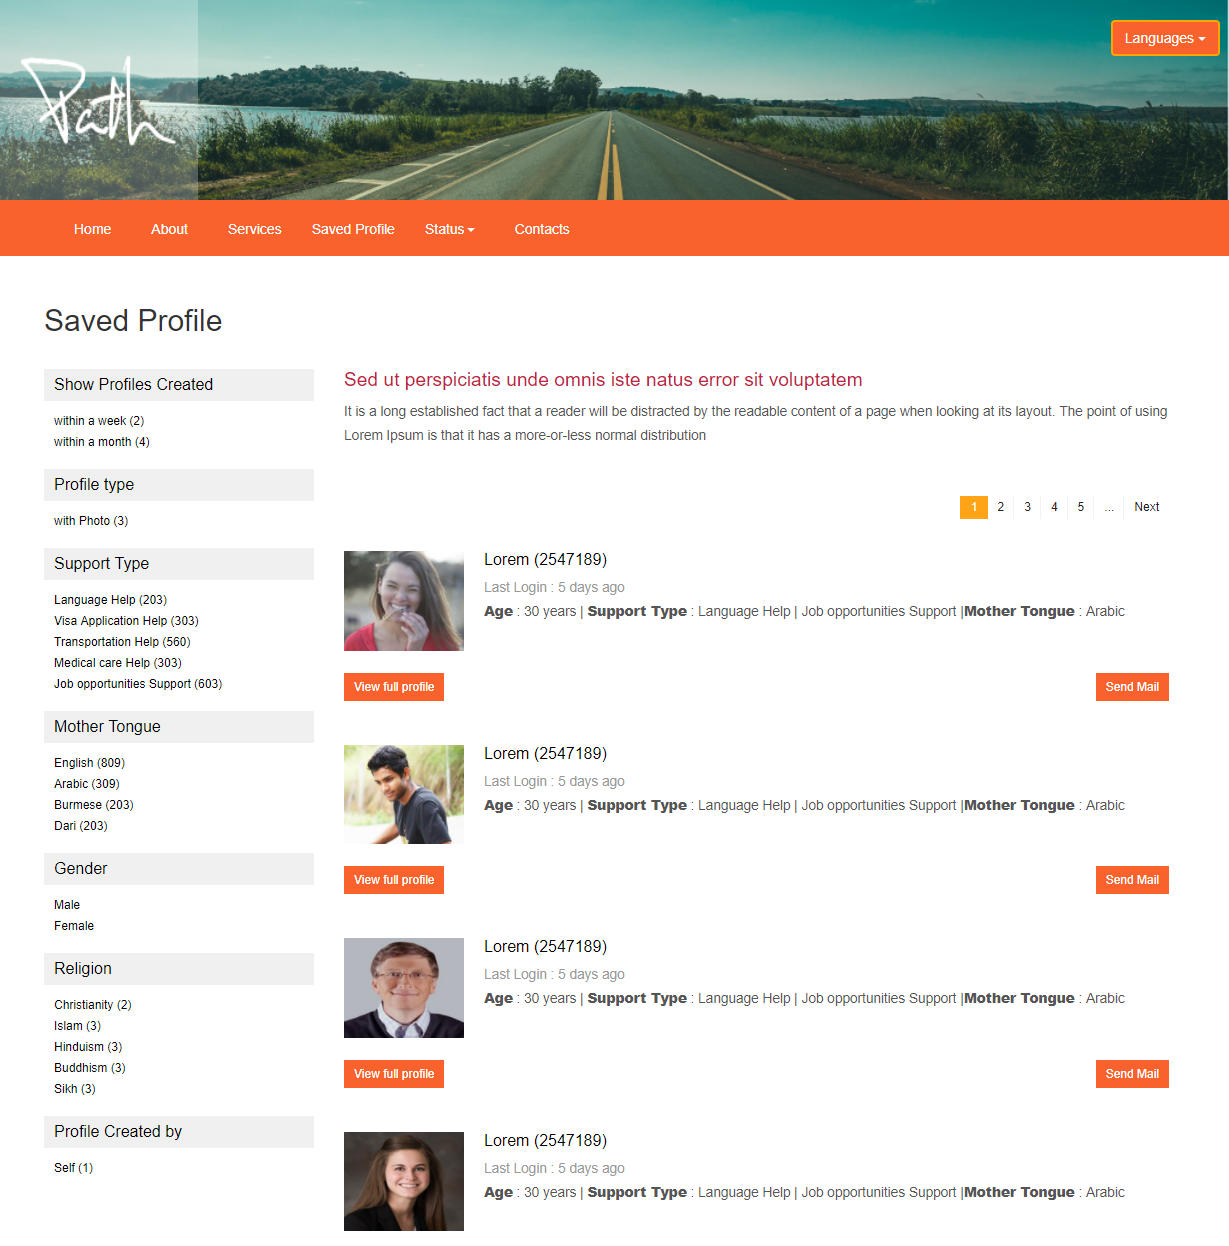 Languages
Path
Home About Services Saved Profile Status Contacts
Saved Profile
Show Profiles Created
within a week (2)
within a month (4)
Profile type
with Photo (3)
Support Type
Language Help (203)
Visa Application Help (303)
Transportation Help (560)
Medical care Help (303)
Job opportunities Support (603)
Mother Tongue
English (809)
Arabic (309)
Burmese (203)
Dari (203)
Gender
Male
Female
Religion
Christianity (2)
Islam (3)
Hinduism (3)
Buddhism (3)
Sikh (3)
Profile Created by
Self (1)
Sed ut perspiciatis unde omnis iste natus error sit voluptatem
It is a long established fact that a reader will be distracted by the readable content of a page when looking at its layout. The point of using
Lorem Ipsum is that it has a more-or-less normal distribution
1 2 3 4 5 ... Next
Lorem (2547189)
Last Login : 5 days ago
Age : 30 years | Support Type : Language Help | Job opportunities Support |Mother Tongue : Arabic
View full profile Send Mail
Lorem (2547189)
Last Login : 5 days ago
Age : 30 years | Support Type : Language Help | Job opportunities Support |Mother Tongue : Arabic
View full profile Send Mail
Lorem (2547189)
Last Login : 5 days ago
Age : 30 years | Support Type : Language Help | Job opportunities Support |Mother Tongue : Arabic
View full profile Send Mail
Lorem (2547189)
Last Login : 5 days ago
Age : 30 years | Support Type : Language Help | Job opportunities Support |Mother Tongue : Arabic